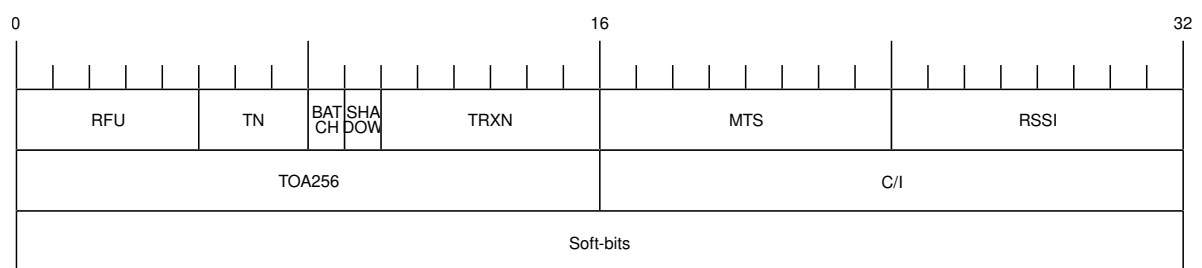 0 16 32
RFU TN BAT CH SHA DOW TRXN MTS RSSI
TOA256 C/I
Soft-bits